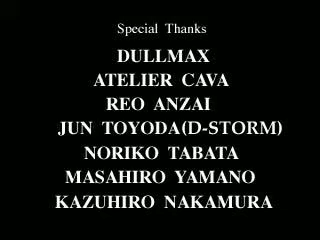 Special Thanks
DULLMAX
ATELIER CAVA
REO ANZAI
JUN TOYODA(D-STORM)
NORIKO TABATA
MASAHIRO YAMANO
KAZUHIRO NAKAMURA